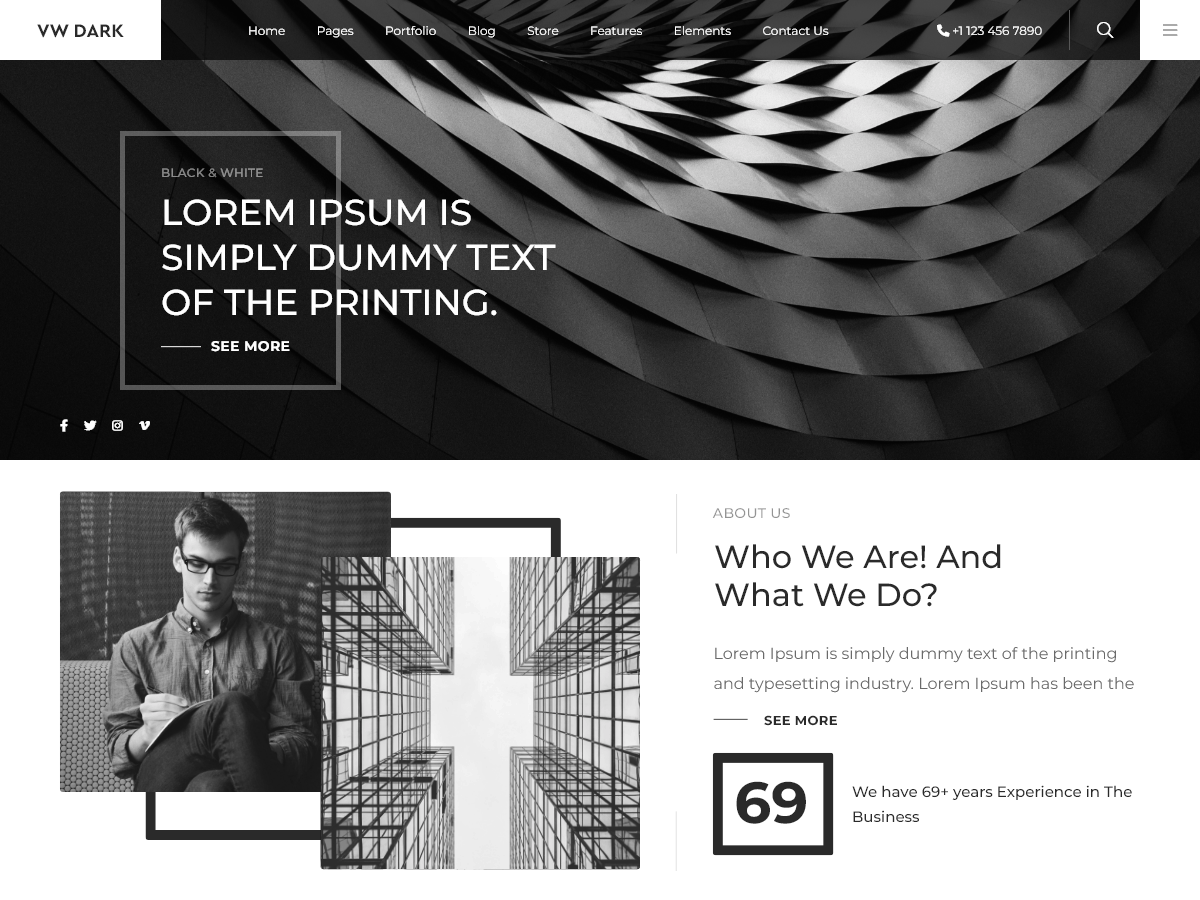 VW DARK
Home Pages Portfolio Blog Store Features Elements Contact Us +1 123 456 7890
BLACK & WHITE
LOREM IPSUM IS
SIMPLY DUMMY TEXT
OF THE PRINTING.
SEE MORE
ABOUT US
Who We Are! And
What We Do?
Lorem Ipsum is simply dummy text of the printing
and typesetting industry. Lorem Ipsum has been the
SEE MORE
69
We have 69+ years Experience in The
Business